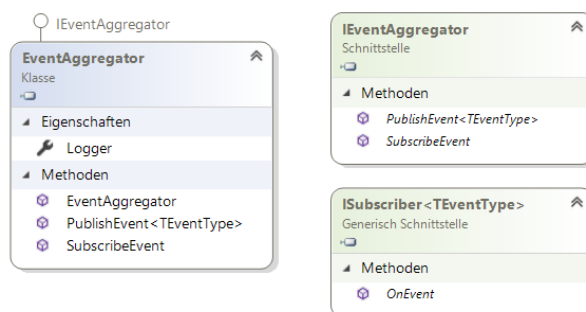 IEventAggregator
EventAggregator
Klasse
Eigenschaften
Logger
Methoden
EventAggregator
PublishEvent<TEventType>
SubscribeEvent
IEventAggregator
Schnittstelle
Methoden
PublishEvent<TEventType>
SubscribeEvent
ISubscriber<TEventType>
Generisch Schnittstelle
Methoden
OnEvent